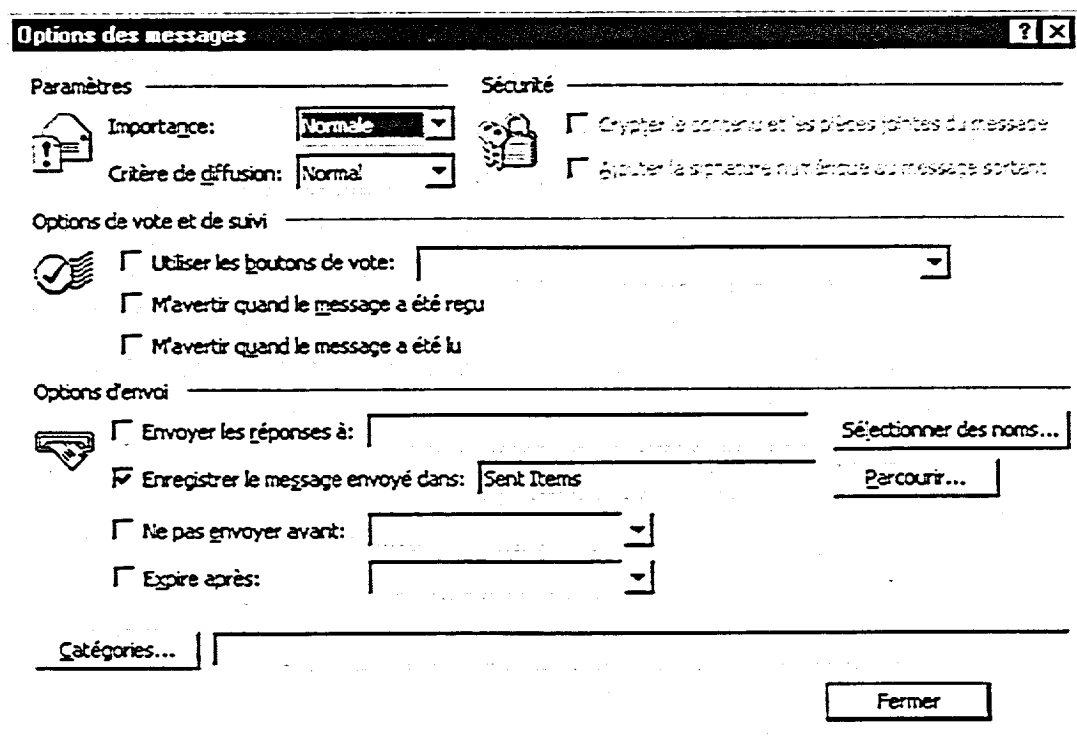 Options des messages
Paramètres
Sécurité
Importance: Normale
Crypter le contenu et les pièces jointes du message
Critère de diffusion: Normal
Ajouter la signature numérique au message sortant
Options de vote et de suivi
Utiliser les boutons de vote:
M'avertir quand le message a été reçu
M'avertir quand le message a été lu
Options d'envoi
Envoyer les réponses à:
Sélectionner des noms...
Enregistrer le message envoyé dans: Sent Items
Parcourir...
Ne pas envoyer avant:
Expire après:
Catégories...
Fermer